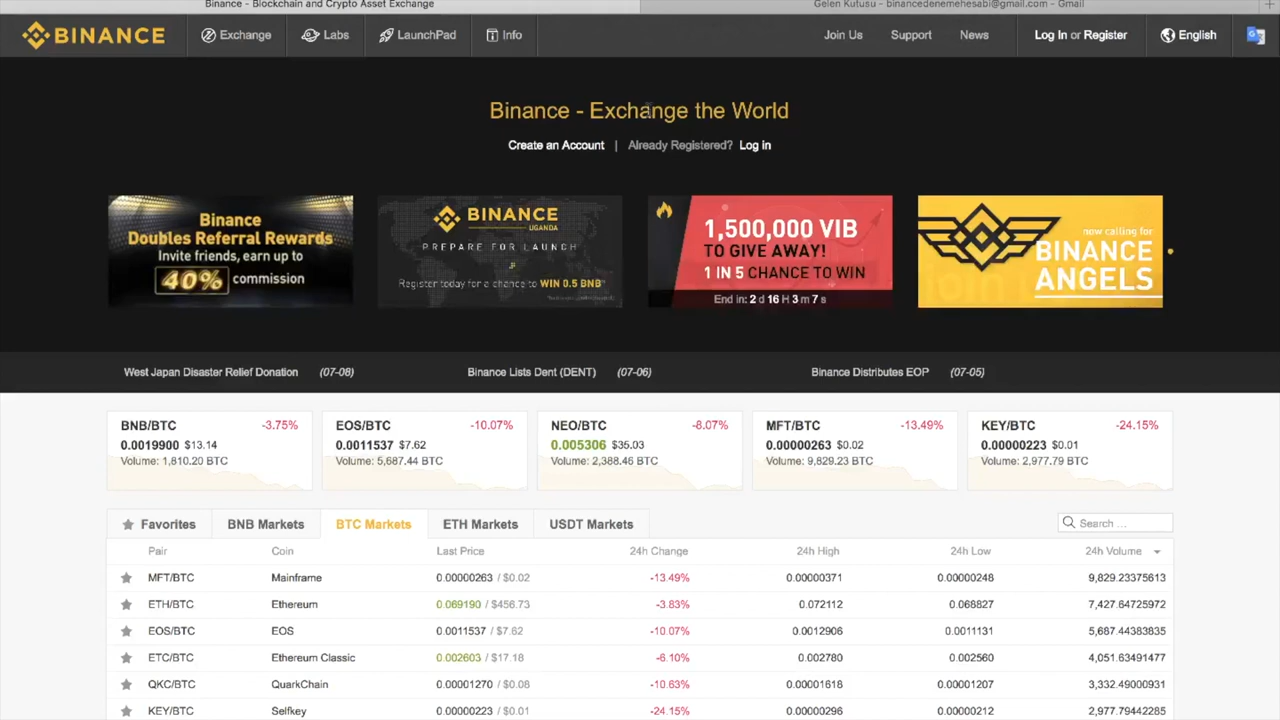 Binance - Blockchain and Crypto Asset Exchange
Gelen Kutusu - binancedenemehesabi@gmail.com - Gmail
BINANCE
Exchange
Labs
LaunchPad
Info
Join Us
Support
News
Log In or Register
English
Binance - Exchange the World
Create an Account | Already Registered? Log in
Binance
Doubles Referral Rewards
Invite friends, earn up to
40% commission
BINANCE
UGANDA
PREPARE FOR LAUNCH
Register today for a chance to WIN 0.5 BNB
1,500,000 VIB
TO GIVE AWAY!
1 IN 5 CHANCE TO WIN
End in: 2 d 16 H 3 m 7 s
now calling for
BINANCE
ANGELS
West Japan Disaster Relief Donation (07-08)
Binance Lists Dent (DENT) (07-06)
Binance Distributes EOP (07-05)
BNB/BTC -3.75%
0.0019900 $13.14
Volume: 1,810.20 BTC
EOS/BTC -10.07%
0.0011537 $7.62
Volume: 5,687.44 BTC
NEO/BTC -8.07%
0.005306 $35.03
Volume: 2,388.46 BTC
MFT/BTC -13.49%
0.00000263 $0.02
Volume: 9,829.23 BTC
KEY/BTC -24.15%
0.00000223 $0.01
Volume: 2,977.79 BTC
Favorites BNB Markets BTC Markets ETH Markets USDT Markets Search ...
Pair Coin Last Price 24h Change 24h High 24h Low 24h Volume
MFT/BTC Mainframe 0.00000263 / $0.02 -13.49% 0.00000371 0.00000248 9,829.23375613
ETH/BTC Ethereum 0.069190 / $456.73 -3.83% 0.072112 0.068827 7,427.64725972
EOS/BTC EOS 0.0011537 / $7.62 -10.07% 0.0012906 0.0011131 5,687.44383835
ETC/BTC Ethereum Classic 0.002603 / $17.18 -6.10% 0.002780 0.002560 4,051.63491477
QKC/BTC QuarkChain 0.00001270 / $0.08 -10.63% 0.00001618 0.00001207 3,332.49000931
KEY/BTC Selfkey 0.00000223 / $0.01 -24.15% 0.00000296 0.00000212 2,977.79442285